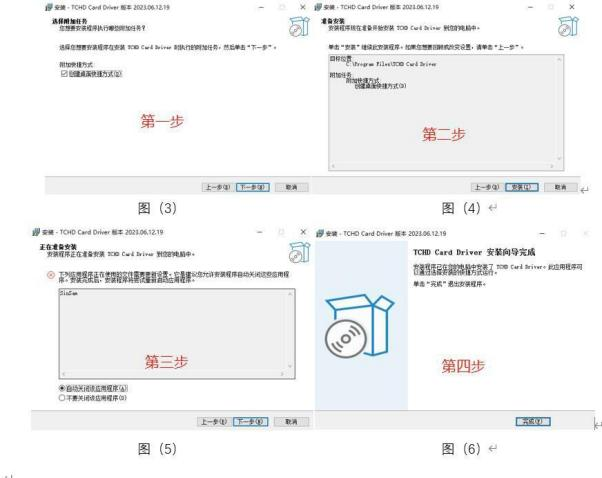 安装 - TCHD Card Driver 版本 2023.06.12.19
选择附加任务
您想要安装程序执行哪些附加任务？
选择您想要安装程序在安装 TCHD Card Driver 时执行的附加任务，然后单击“下一步”。
附加快捷方式:
创建桌面快捷方式(D)
第一步
上一步(B) 下一步(N) 取消
图（3）
安装 - TCHD Card Driver 版本 2023.06.12.19
准备安装
安装程序现在准备开始安装 TCHD Card Driver 到您的电脑中。
单击“安装”继续此安装程序。如果您想要回顾或改变设置，请单击“上一步”。
目标位置:
C:\Program Files\TCHD Card Driver
附加任务:
附加快捷方式:
创建桌面快捷方式(D)
第二步
上一步(B) 安装(I) 取消
图（4）
安装 - TCHD Card Driver 版本 2023.06.12.19
正在准备安装
安装程序正在准备安装 TCHD Card Driver 到您的电脑中。
下列应用程序正在使用的文件需要更新设置。它是建议您允许安装程序自动关闭这些应用程序。安装完成后，安装程序将尝试重新启动应用程序。
第三步
自动关闭该应用程序(A)
不要关闭该应用程序(D)
上一步(B) 下一步(N) 取消
图（5）
安装 - TCHD Card Driver 版本 2023.06.12.19
TCHD Card Driver 安装向导完成
安装程序已在您的电脑中安装了 TCHD Card Driver。此应用程序可以通过选择安装的快捷方式运行。
单击“完成”退出安装程序。
第四步
完成(F)
图（6）